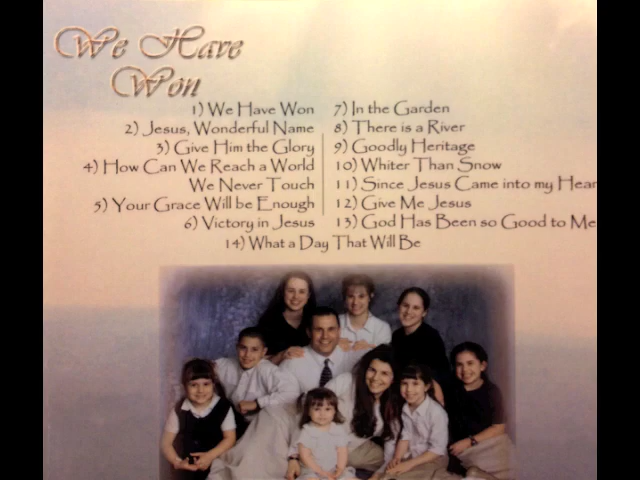 We Have
Won
1) We Have Won
2) Jesus, Wonderful Name
3) Give Him the Glory
4) How Can We Reach a World
We Never Touch
5) Your Grace Will be Enough
6) Victory in Jesus
7) In the Garden
8) There is a River
9) Goodly Heritage
10) Whiter Than Snow
11) Since Jesus Came into my Hear
12) Give Me Jesus
13) God Has Been so Good to Me
14) What a Day That Will Be